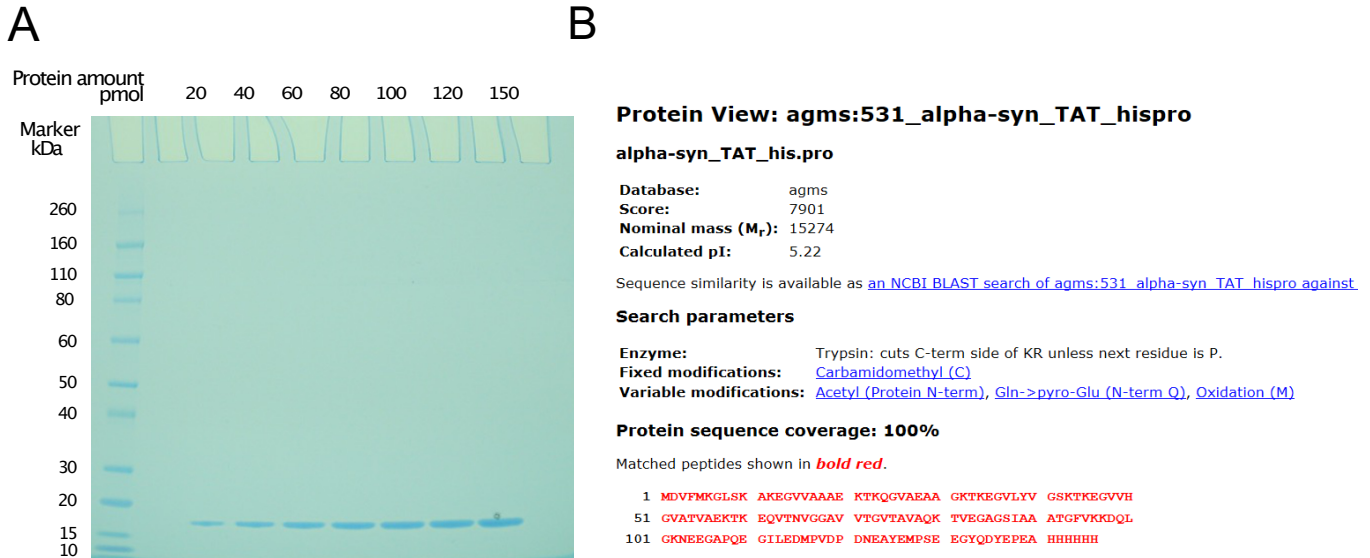 A
B
Protein amount
pmol
20 40 60 80 100 120 150
Marker
kDa
260
160
110
80
60
50
40
30
20
15
10
Protein View: agms:531_alpha-syn_TAT_hispro
alpha-syn_TAT_his.pro
Database: agms
Score: 7901
Nominal mass (Mr): 15274
Calculated pI: 5.22
Sequence similarity is available as an NCBI BLAST search of agms:531_alpha-syn_TAT_hispro against
Search parameters
Enzyme: Trypsin: cuts C-term side of KR unless next residue is P.
Fixed modifications: Carbamidomethyl (C)
Variable modifications: Acetyl (Protein N-term), Gln->pyro-Glu (N-term Q), Oxidation (M)
Protein sequence coverage: 100%
Matched peptides shown in bold red.
1 MDVFMKGLSK AKEGVVAAAE KTKQGVAEAA GKTKEGVLYV GSKTKEGVVH
51 GVATVAEKTK EQVTNVGGAV VTGVTAVAQK TVEGAGSIAA ATGFVKKDQL
101 GKNEEGAPQE GILEDMPVDP DNEAYEMPSE EGYQDYEPEA HHHHHH